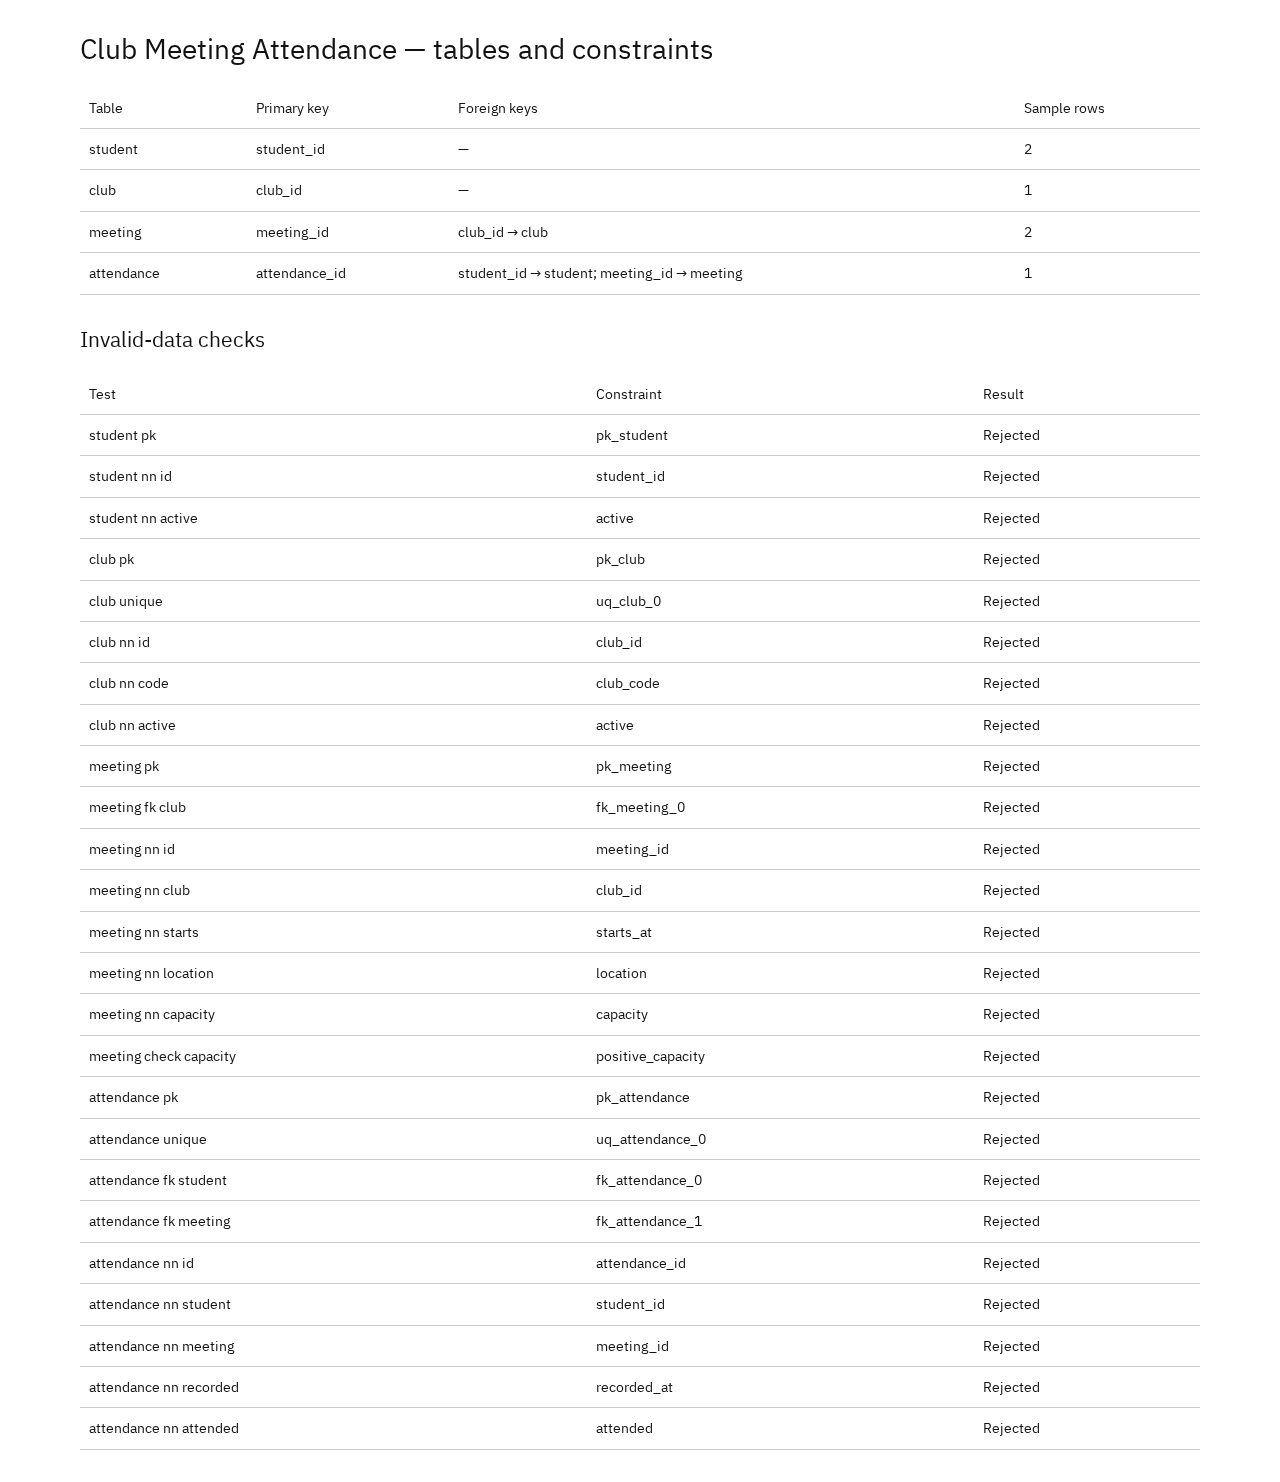 Club Meeting Attendance — tables and constraints
Table Primary key Foreign keys Sample rows
student student_id — 2
club club_id — 1
meeting meeting_id club_id → club 2
attendance attendance_id student_id → student; meeting_id → meeting 1
Invalid-data checks
Test Constraint Result
student pk pk_student Rejected
student nn id student_id Rejected
student nn active active Rejected
club pk pk_club Rejected
club unique uq_club_0 Rejected
club nn id club_id Rejected
club nn code club_code Rejected
club nn active active Rejected
meeting pk pk_meeting Rejected
meeting fk club fk_meeting_0 Rejected
meeting nn id meeting_id Rejected
meeting nn club club_id Rejected
meeting nn starts starts_at Rejected
meeting nn location location Rejected
meeting nn capacity capacity Rejected
meeting check capacity positive_capacity Rejected
attendance pk pk_attendance Rejected
attendance unique uq_attendance_0 Rejected
attendance fk student fk_attendance_0 Rejected
attendance fk meeting fk_attendance_1 Rejected
attendance nn id attendance_id Rejected
attendance nn student student_id Rejected
attendance nn meeting meeting_id Rejected
attendance nn recorded recorded_at Rejected
attendance nn attended attended Rejected